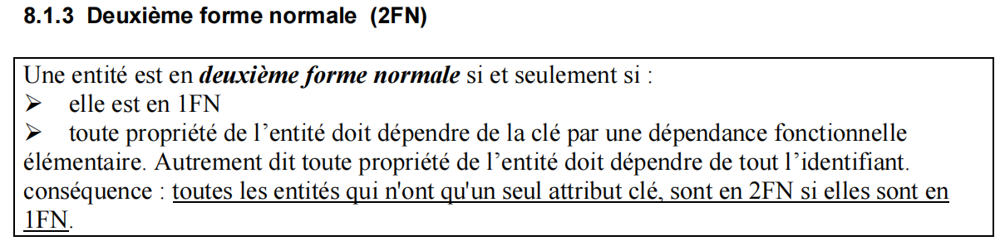 8.1.3 Deuxième forme normale (2FN)
Une entité est en deuxième forme normale si et seulement si :
➢ elle est en 1FN
➢ toute propriété de l’entité doit dépendre de la clé par une dépendance fonctionnelle
élémentaire. Autrement dit toute propriété de l’entité doit dépendre de tout l’identifiant.
conséquence : toutes les entités qui n'ont qu'un seul attribut clé, sont en 2FN si elles sont en
1FN.